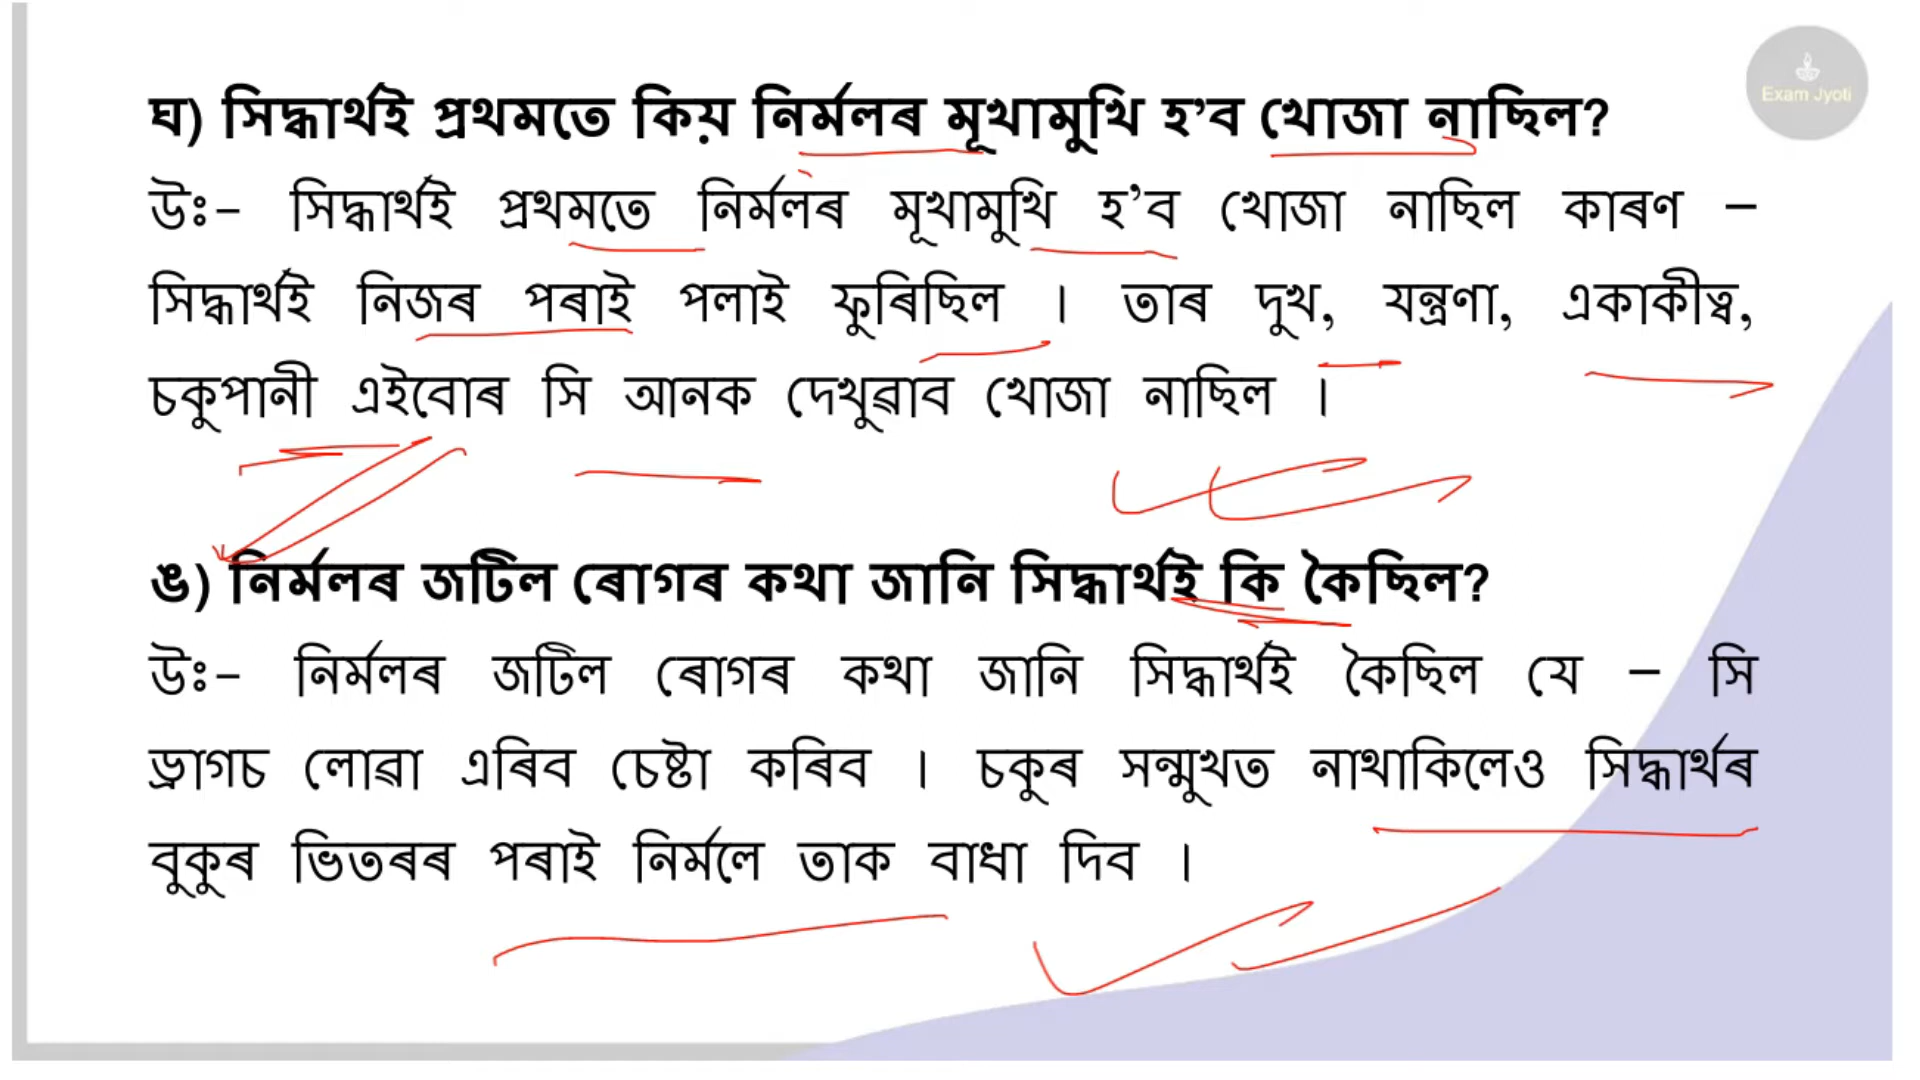 Exam Jyoti
ঘ) সিদ্ধাৰ্থই প্ৰথমতে কিয় নিৰ্মলৰ মূখামুখি হ’ব খোজা নাছিল?
উঃ– সিদ্ধাৰ্থই প্ৰথমতে নিৰ্মলৰ মূখামুখি হ’ব খোজা নাছিল কাৰণ –
সিদ্ধাৰ্থই নিজৰ পৰাই পলাই ফুৰিছিল । তাৰ দুখ, যন্ত্ৰণা, একাকীত্ব,
চকুপানী এইবোৰ সি আনক দেখুৱাব খোজা নাছিল ।
ঙ) নিৰ্মলৰ জটিল ৰোগৰ কথা জানি সিদ্ধাৰ্থই কি কৈছিল?
উঃ– নিৰ্মলৰ জটিল ৰোগৰ কথা জানি সিদ্ধাৰ্থই কৈছিল যে – সি
ড্ৰাগচ লোৱা এৰিব চেষ্টা কৰিব । চকুৰ সন্মুখত নাথাকিলেও সিদ্ধাৰ্থৰ
বুকুৰ ভিতৰৰ পৰাই নিৰ্মলে তাক বাধা দিব ।